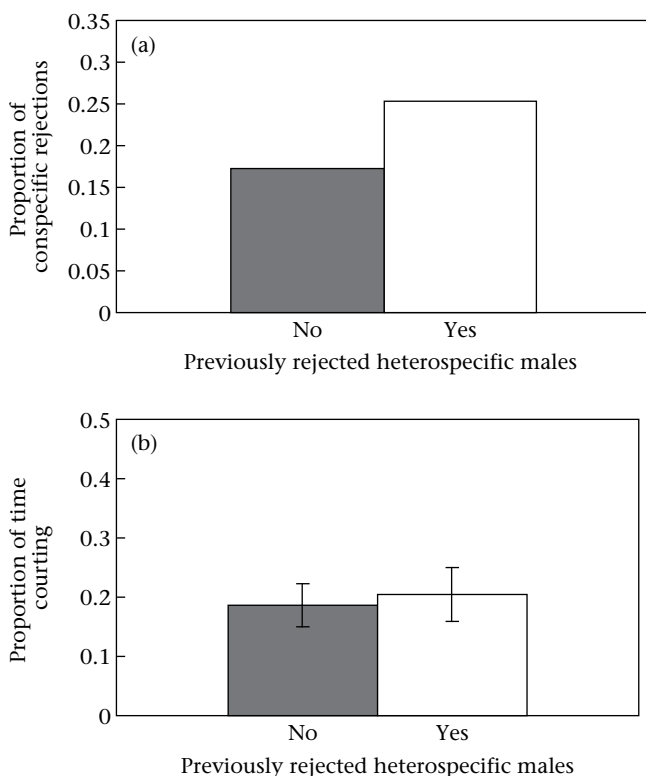 (a)
0.35
0.3
0.25
0.2
0.15
0.1
0.05
0
Proportion of
conspecific rejections
No Yes
Previously rejected heterospecific males
(b)
0.5
0.4
0.3
0.2
0.1
0
Proportion of time
courting
No Yes
Previously rejected heterospecific males